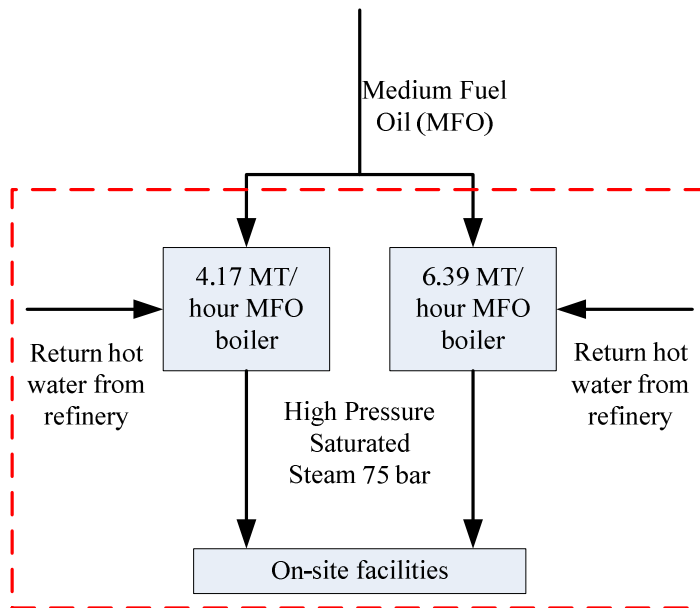 Medium Fuel
Oil (MFO)
4.17 MT/
hour MFO
boiler
6.39 MT/
hour MFO
boiler
Return hot
water from
refinery
Return hot
water from
refinery
High Pressure
Saturated
Steam 75 bar
On-site facilities